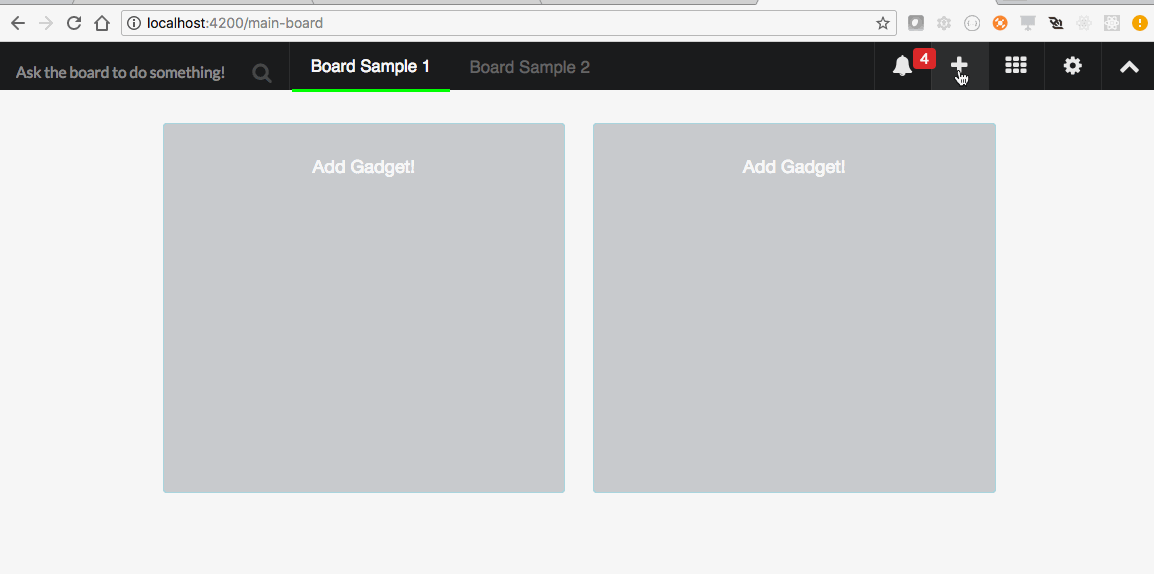 localhost:4200/main-board
Ask the board to do something!
Board Sample 1
Board Sample 2
4
Add Gadget!
Add Gadget!